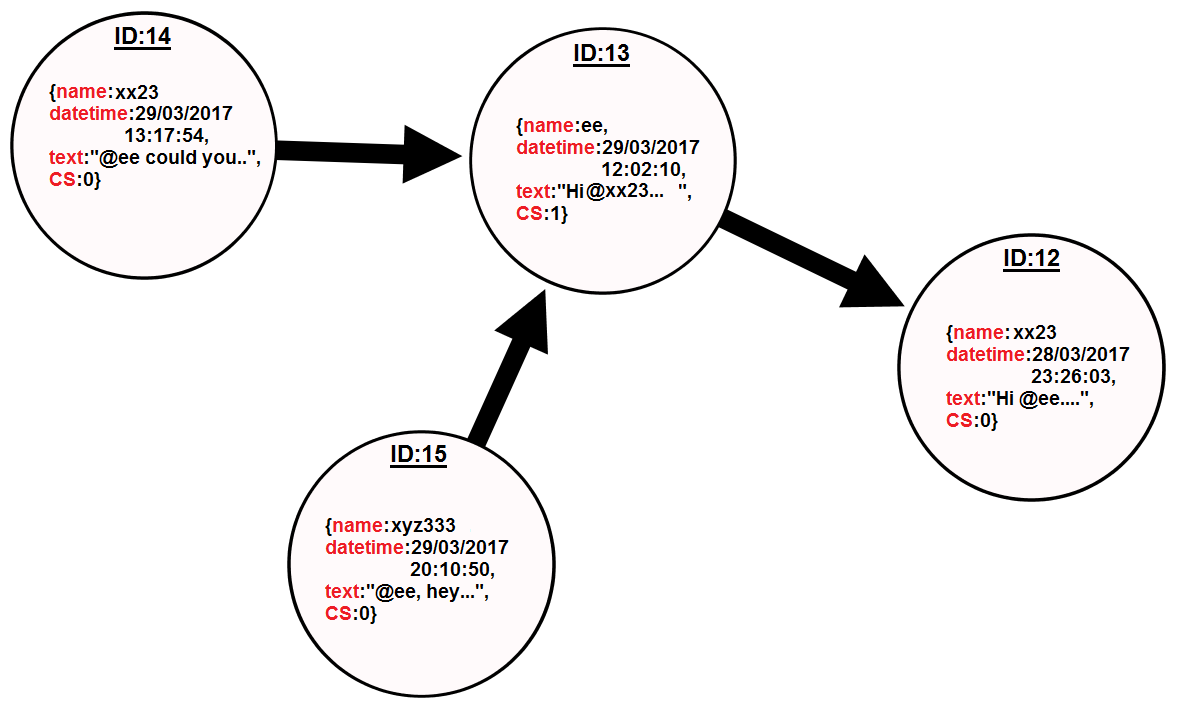 ID:14
{name:xx23
datetime:29/03/2017
13:17:54,
text:"@ee could you..",
CS:0}
ID:13
{name:ee,
datetime:29/03/2017
12:02:10,
text:"Hi@xx23... ",
CS:1}
ID:12
{name:xx23
datetime:28/03/2017
23:26:03,
text:"Hi @ee....",
CS:0}
ID:15
{name:xyz333
datetime:29/03/2017
20:10:50,
text:"@ee, hey...",
CS:0}